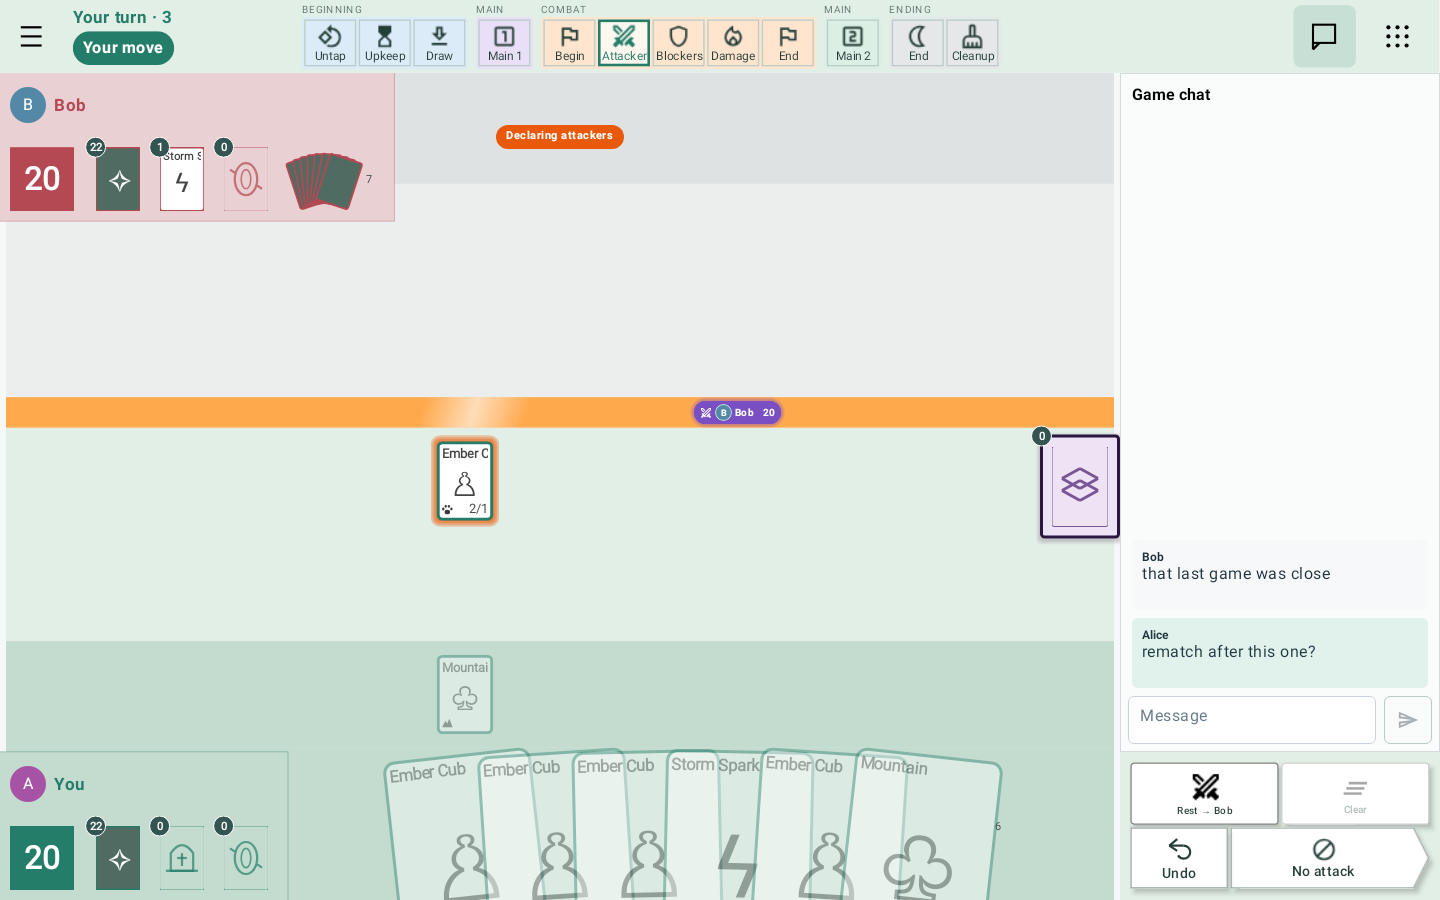 Your turn · 3
Your move
BEGINNING
Untap
Upkeep
Draw
MAIN
1
Main 1
COMBAT
Begin
Attacker
Blockers
Damage
End
MAIN
2
Main 2
ENDING
End
Cleanup
B
Bob
20
22
1
Storm S
0
7
Declaring attackers
B
Bob
20
Ember C
2/1
0
Mountai
A
You
20
22
0
0
Ember Cub
Ember Cub
Ember Cub
Storm Spark
Ember Cub
Mountain
6
Game chat
Bob
that last game was close
Alice
rematch after this one?
Message
Rest → Bob
Clear
Undo
No attack